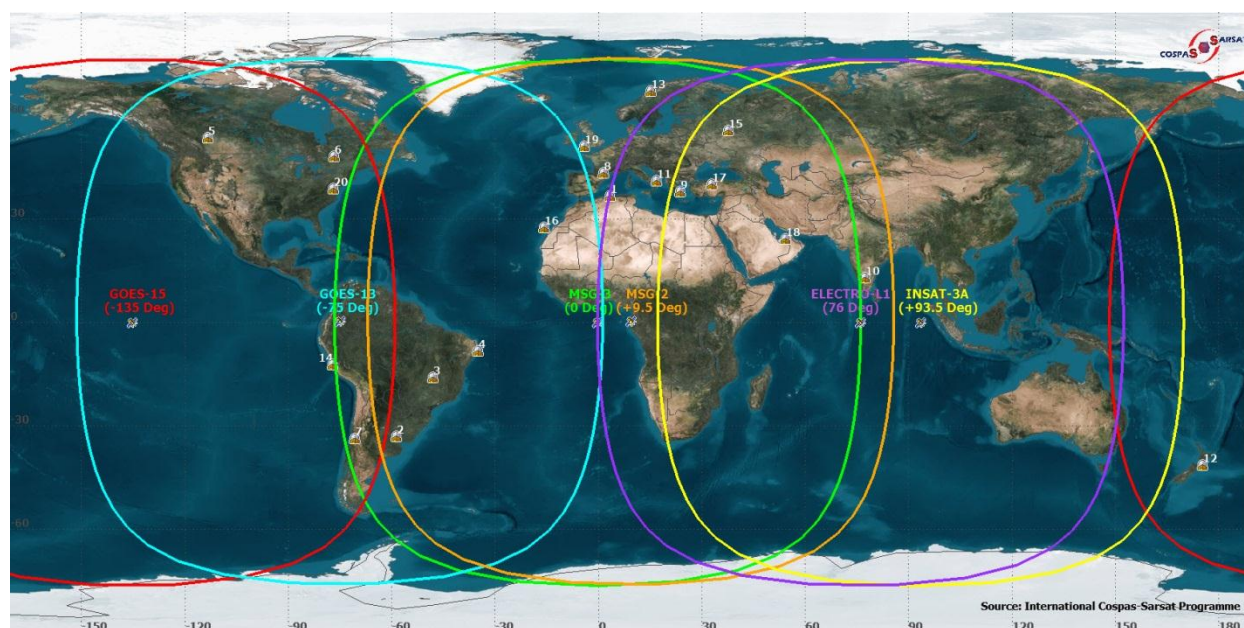 COSPAS SARSAT
13
5
15
19
6
8
11
17
20
9
1
30
16
18
10
GOES-15
(-135 Deg)
GOES-13
(-75 Deg)
MSG-3
(0 Deg)
MSG-2
(+9.5 Deg)
ELECTRO-L1
(76 Deg)
INSAT-3A
(+93.5 Deg)
0
14
4
3
-30
7
2
12
-60
Source: International Cospas-Sarsat Programme
-150 -120 -90 -60 -30 0 30 60 90 120 150 180